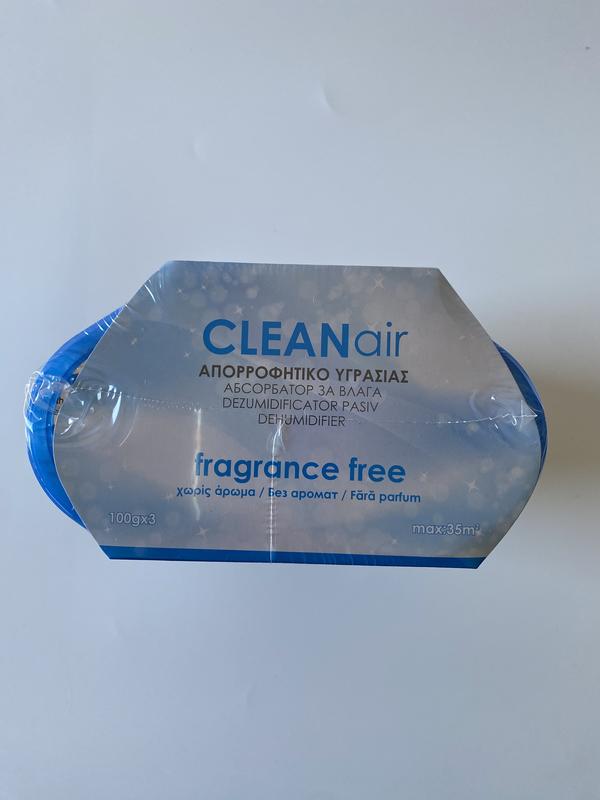 CLEANair
ΑΠΟΡΡΟΦΗΤΙΚΟ ΥΓΡΑΣΙΑΣ
АБСОРБАТОР ЗА ВЛАГА
DEZUMIDIFICATOR PASIV
DEHUMIDIFIER
fragrance free
χωρίς άρωμα / Без аромат / Fără parfum
100gx3
max:35m³